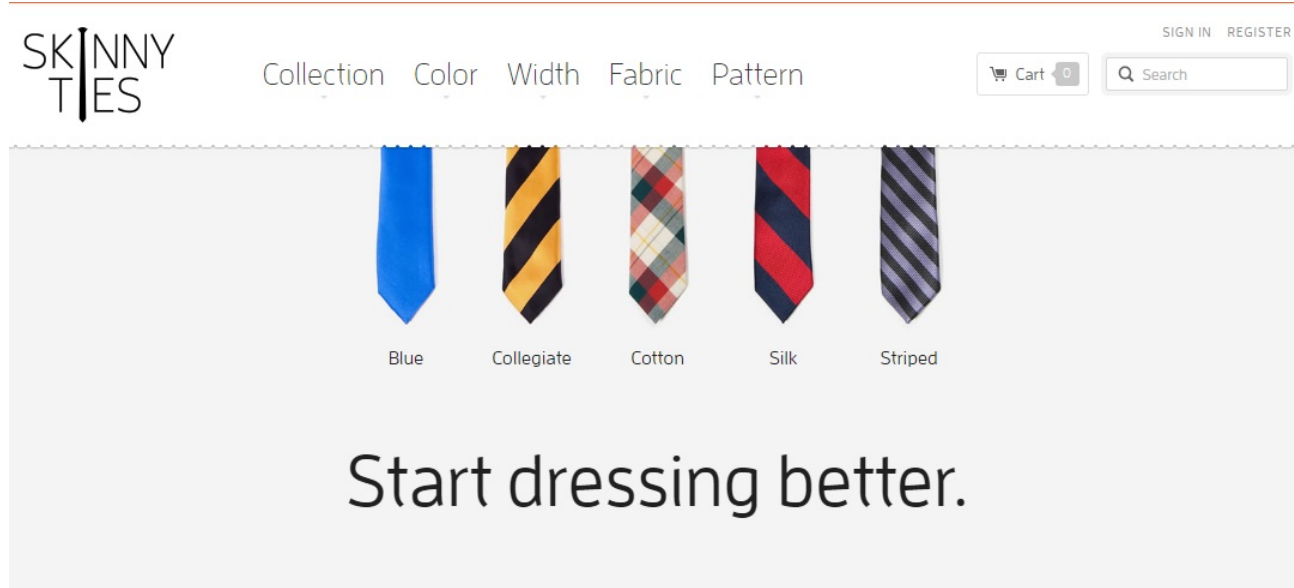 SIGN IN REGISTER
SKINNY
TIES
Collection Color Width Fabric Pattern
Cart 0
Search
Blue Collegiate Cotton Silk Striped
Start dressing better.